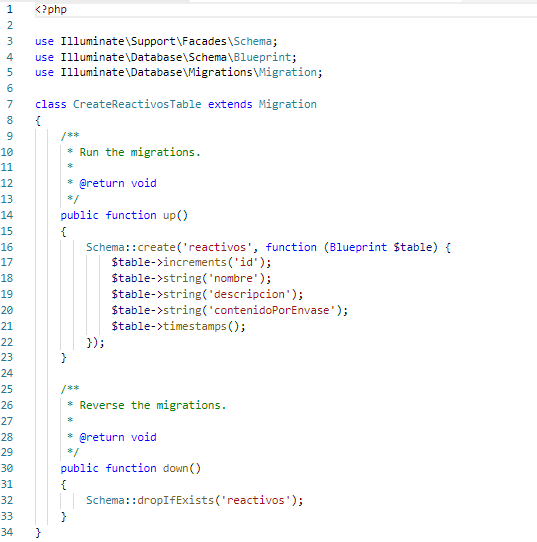 1 <?php
2
3 use Illuminate\Support\Facades\Schema;
4 use Illuminate\Database\Schema\Blueprint;
5 use Illuminate\Database\Migrations\Migration;
6
7 class CreateReactivosTable extends Migration
8 {
9     /**
10      * Run the migrations.
11      *
12      * @return void
13      */
14     public function up()
15     {
16         Schema::create('reactivos', function (Blueprint $table) {
17             $table->increments('id');
18             $table->string('nombre');
19             $table->string('descripcion');
20             $table->string('contenidoPorEnvase');
21             $table->timestamps();
22         });
23     }
24
25     /**
26      * Reverse the migrations.
27      *
28      * @return void
29      */
30     public function down()
31     {
32         Schema::dropIfExists('reactivos');
33     }
34 }